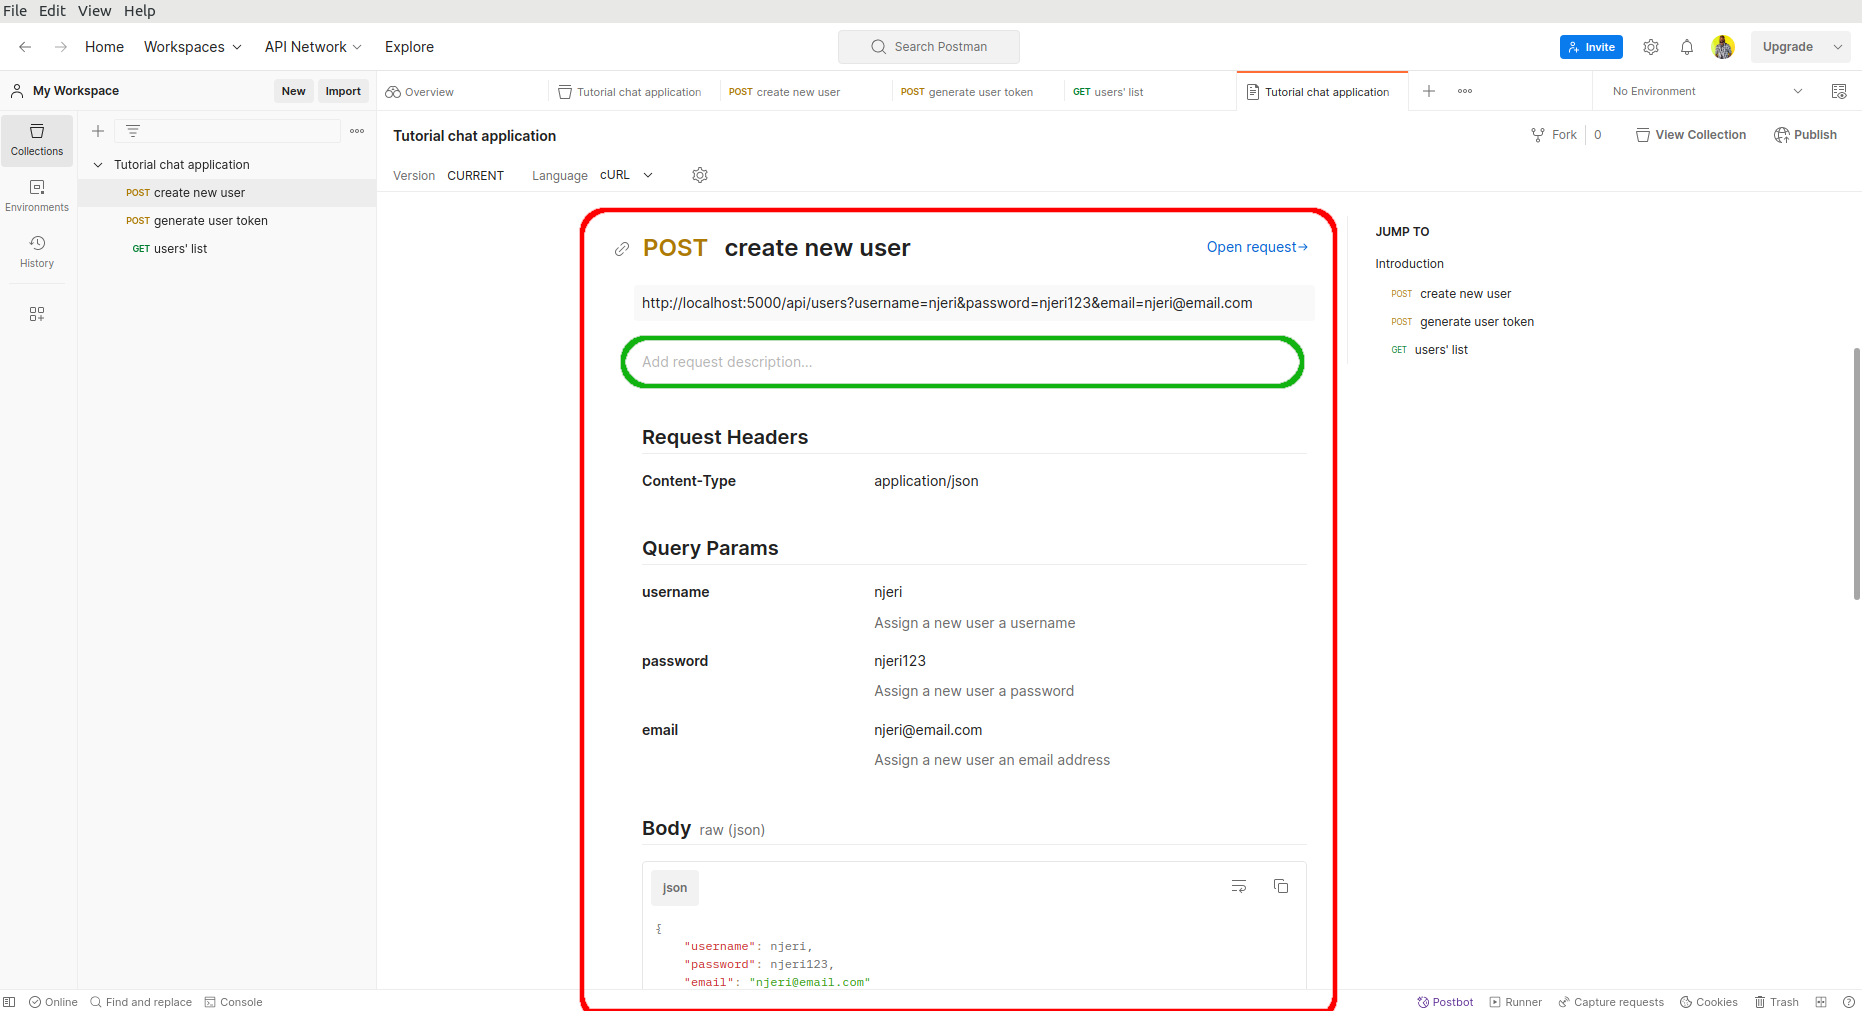 File Edit View Help
Home Workspaces API Network Explore Search Postman Invite Upgrade
My Workspace New Import Overview Tutorial chat application POST create new user POST generate user token GET users' list Tutorial chat application No Environment
Collections
Environments
History
Tutorial chat application
POST create new user
POST generate user token
GET users' list
Tutorial chat application Fork 0 View Collection Publish
Version CURRENT Language cURL
POST create new user Open request→
http://localhost:5000/api/users?username=njeri&password=njeri123&email=njeri@email.com
Add request description...
Request Headers
Content-Type application/json
Query Params
username njeri
Assign a new user a username
password njeri123
Assign a new user a password
email njeri@email.com
Assign a new user an email address
Body raw (json)
json
{
"username": njeri,
"password": njeri123,
"email": "njeri@email.com"
JUMP TO
Introduction
POST create new user
POST generate user token
GET users' list
Online Find and replace Console Postbot Runner Capture requests Cookies Trash